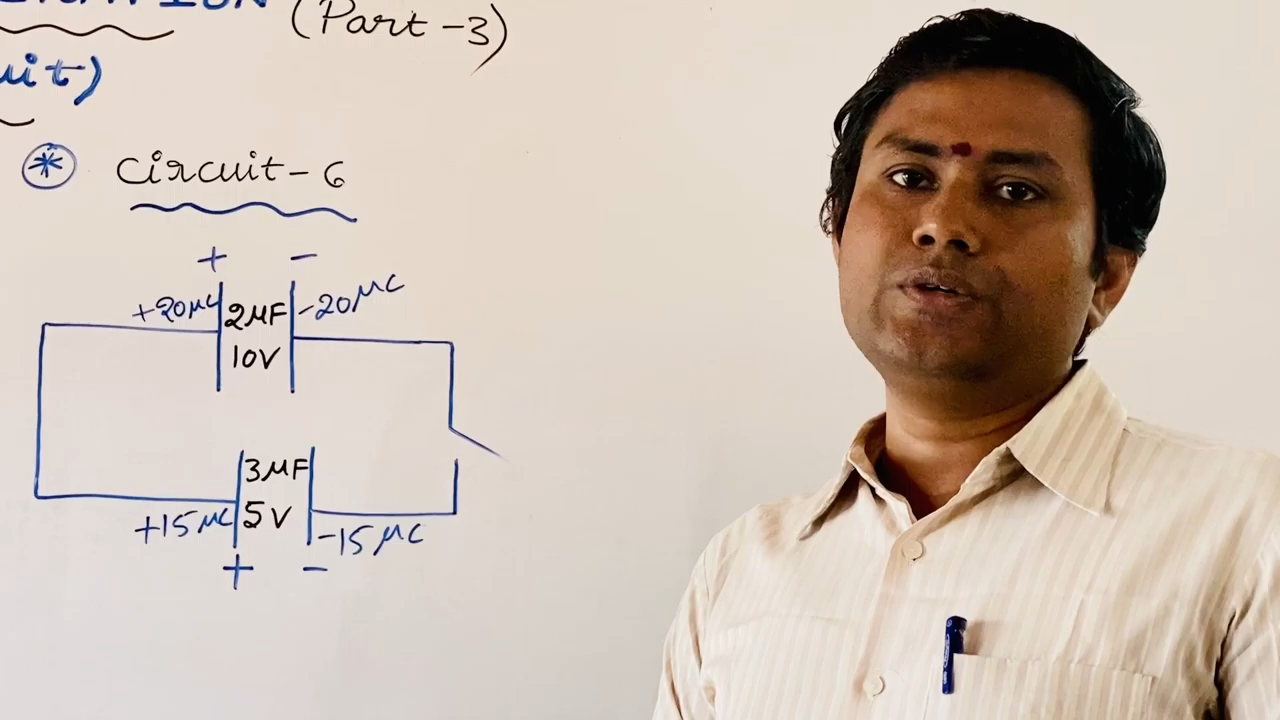 (Part-3)
* Circuit-6
+ -
+20μC 2μF -20μC
10V
3μF
+15μC 5V -15μC
+ -